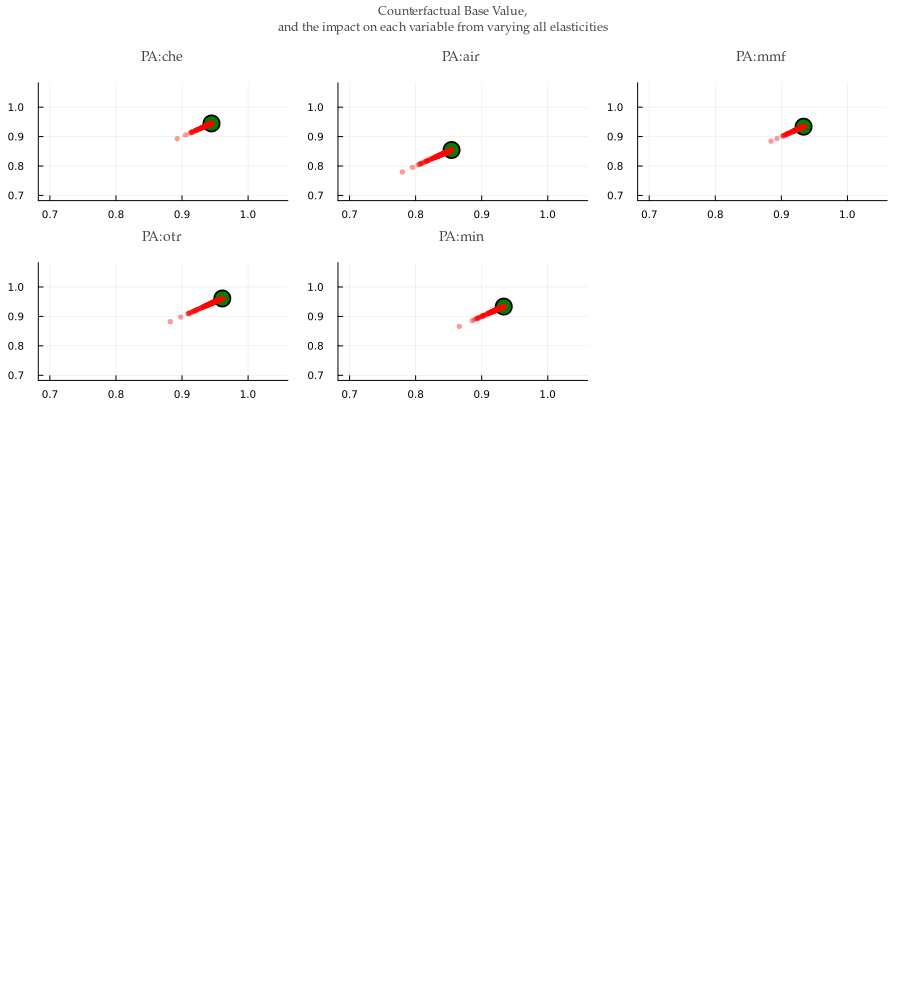 Counterfactual Base Value,
and the impact on each variable from varying all elasticities
PA:che
PA:air
PA:mmf
1.0
0.9
0.8
0.7
0.7 0.8 0.9 1.0
1.0
0.9
0.8
0.7
0.7 0.8 0.9 1.0
1.0
0.9
0.8
0.7
0.7 0.8 0.9 1.0
PA:otr
PA:min
1.0
0.9
0.8
0.7
0.7 0.8 0.9 1.0
1.0
0.9
0.8
0.7
0.7 0.8 0.9 1.0